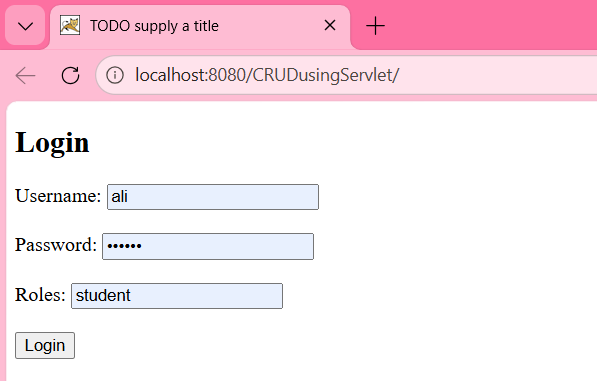 TODO supply a title
localhost:8080/CRUDusingServlet/
Login
Username: ali
Password: ••••••
Roles: student
Login